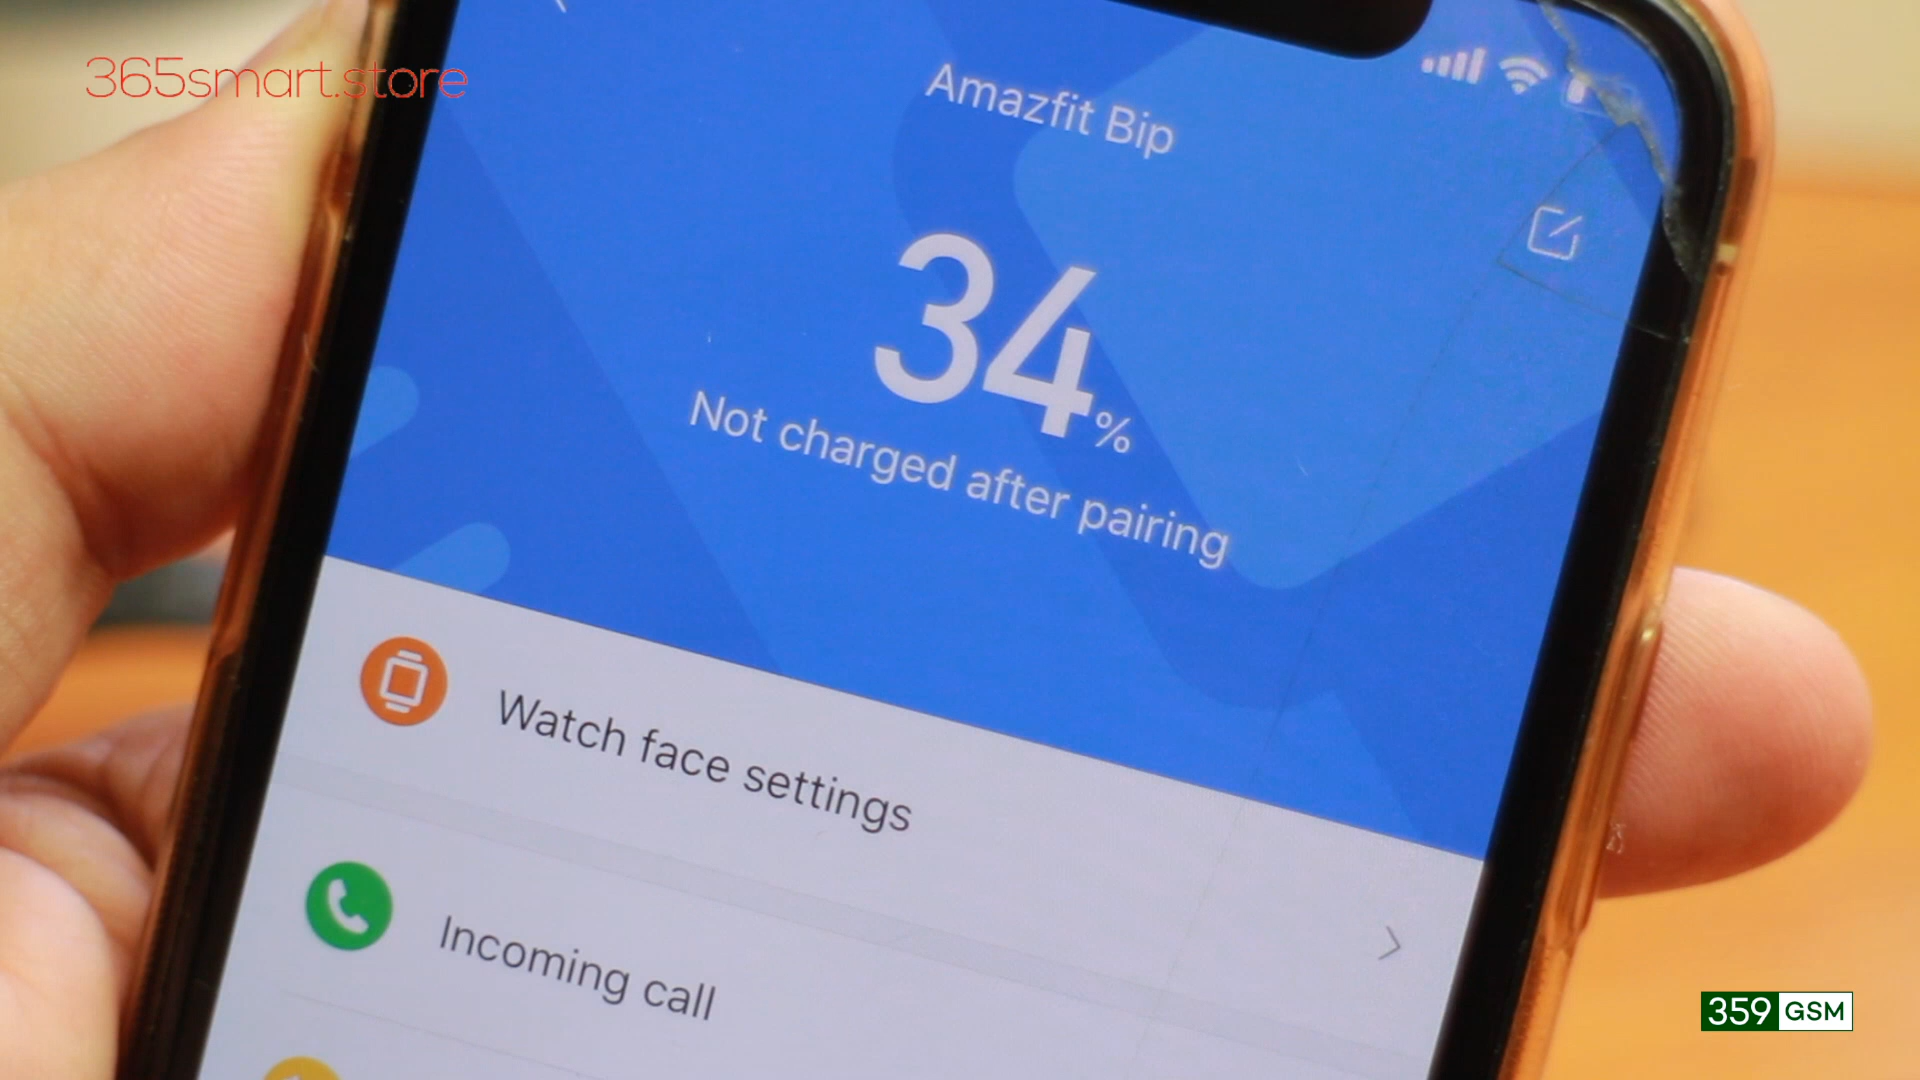 365smart.store
Amazfit Bip
34%
Not charged after pairing
Watch face settings
Incoming call
359 GSM